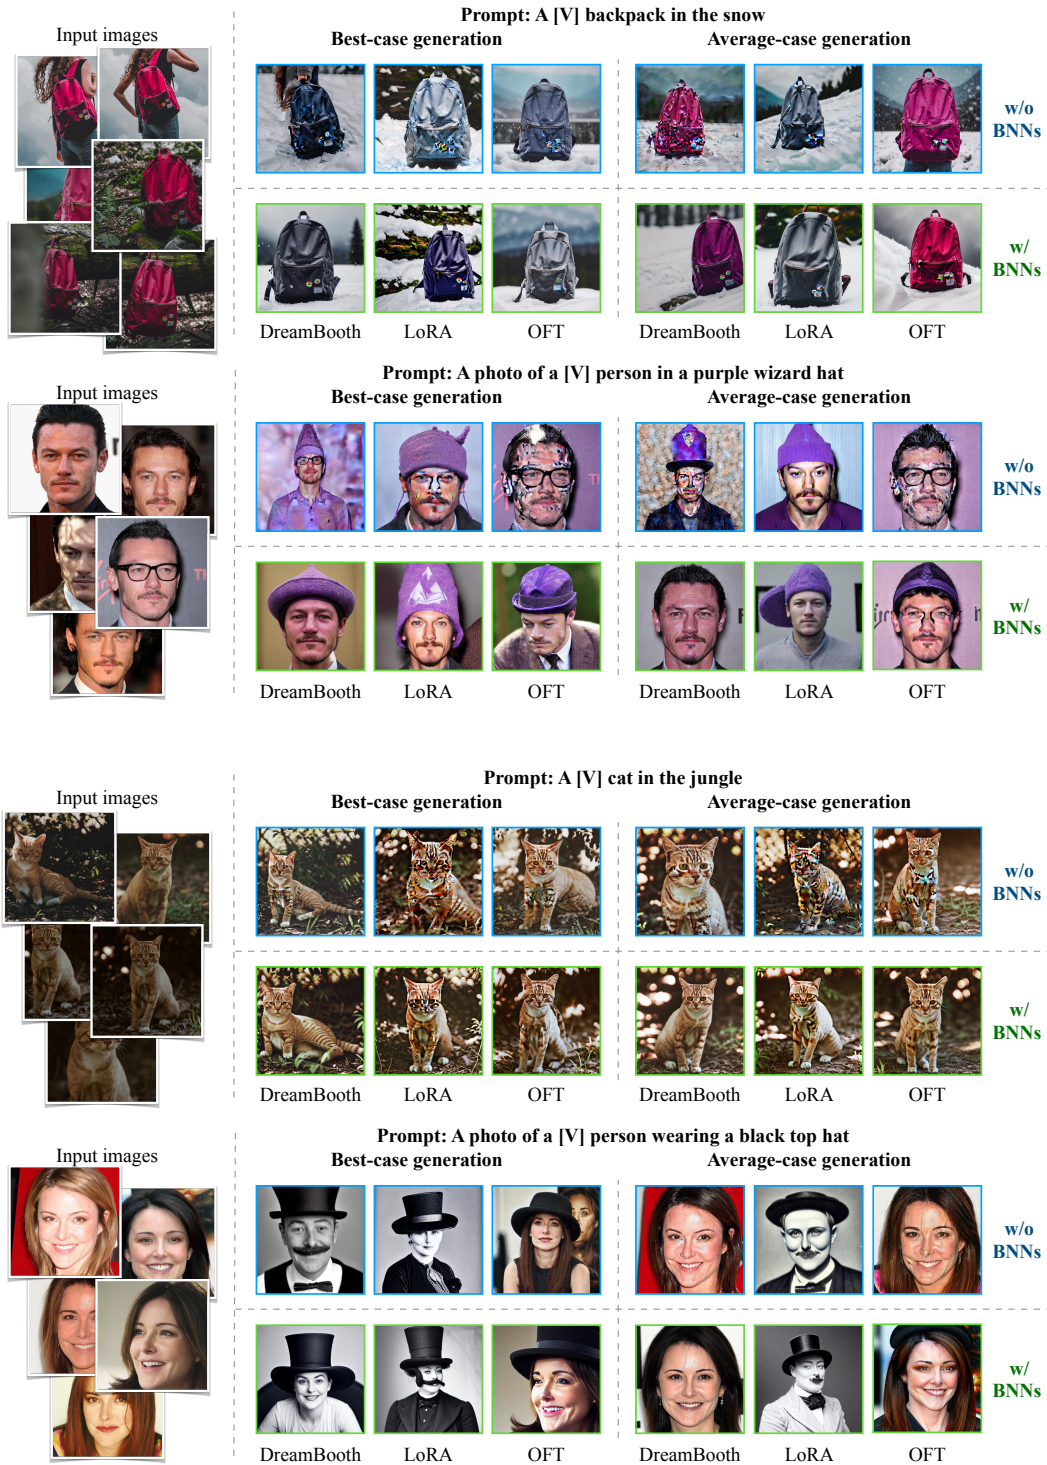 Prompt: A [V] backpack in the snow
Input images
Best-case generation
Average-case generation
w/o
BNNs
w/
BNNs
DreamBooth
LoRA
OFT
DreamBooth
LoRA
OFT
Prompt: A photo of a [V] person in a purple wizard hat
Input images
Best-case generation
Average-case generation
w/o
BNNs
w/
BNNs
DreamBooth
LoRA
OFT
DreamBooth
LoRA
OFT
Prompt: A [V] cat in the jungle
Input images
Best-case generation
Average-case generation
w/o
BNNs
w/
BNNs
DreamBooth
LoRA
OFT
DreamBooth
LoRA
OFT
Prompt: A photo of a [V] person wearing a black top hat
Input images
Best-case generation
Average-case generation
w/o
BNNs
w/
BNNs
DreamBooth
LoRA
OFT
DreamBooth
LoRA
OFT